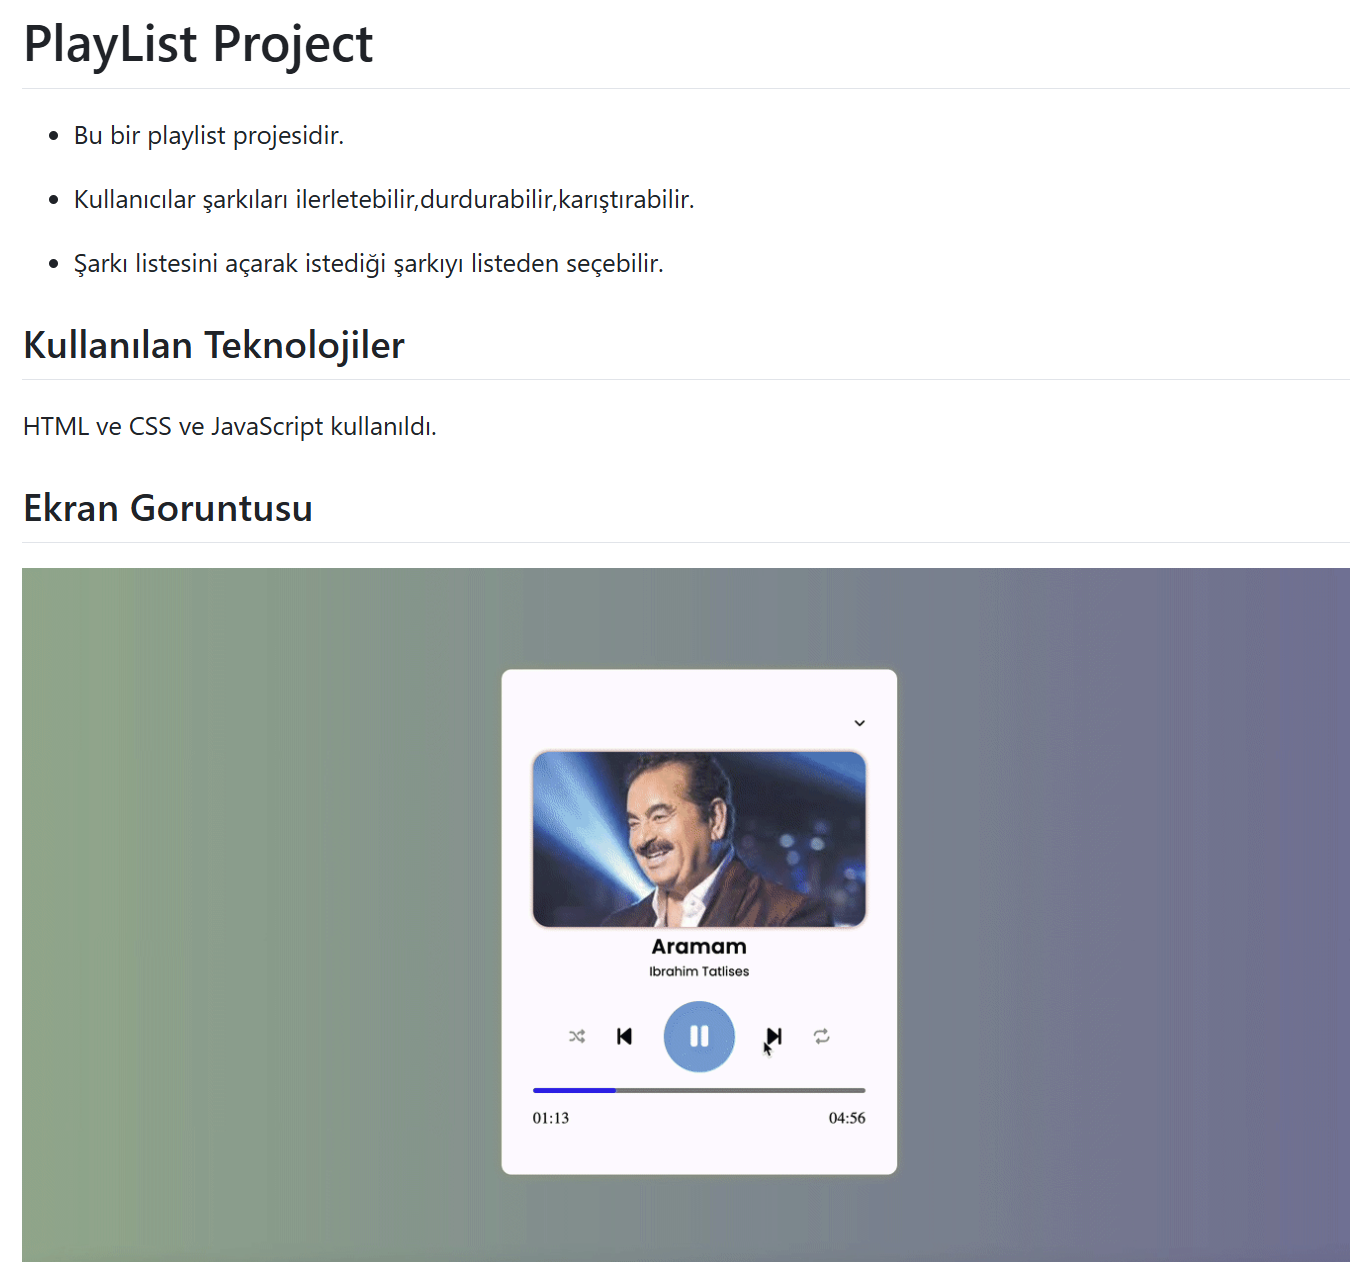 PlayList Project
Bu bir playlist projesidir.
Kullanıcılar şarkıları ilerletebilir,durdurabilir,karıştırabilir.
Şarkı listesini açarak istediği şarkıyı listeden seçebilir.
Kullanılan Teknolojiler
HTML ve CSS ve JavaScript kullanıldı.
Ekran Goruntusu
Aramam
Ibrahim Tatlises
01:13 04:56